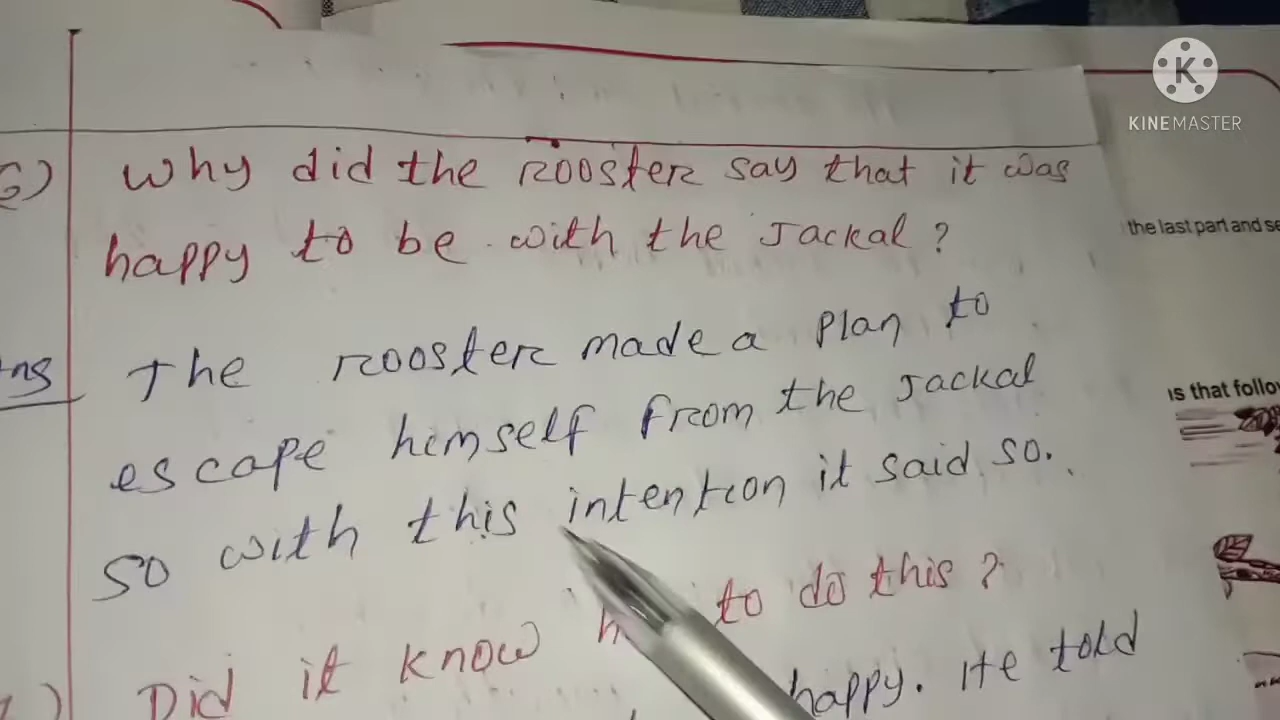 KINEMASTER
6) Why did the rooster say that it was
happy to be with the Jackal?
the last part and se
Ans The rooster made a plan to
escape himself from the Jackal
is that follo
So with this intention it said so.
Did it know to do this?
happy. He told